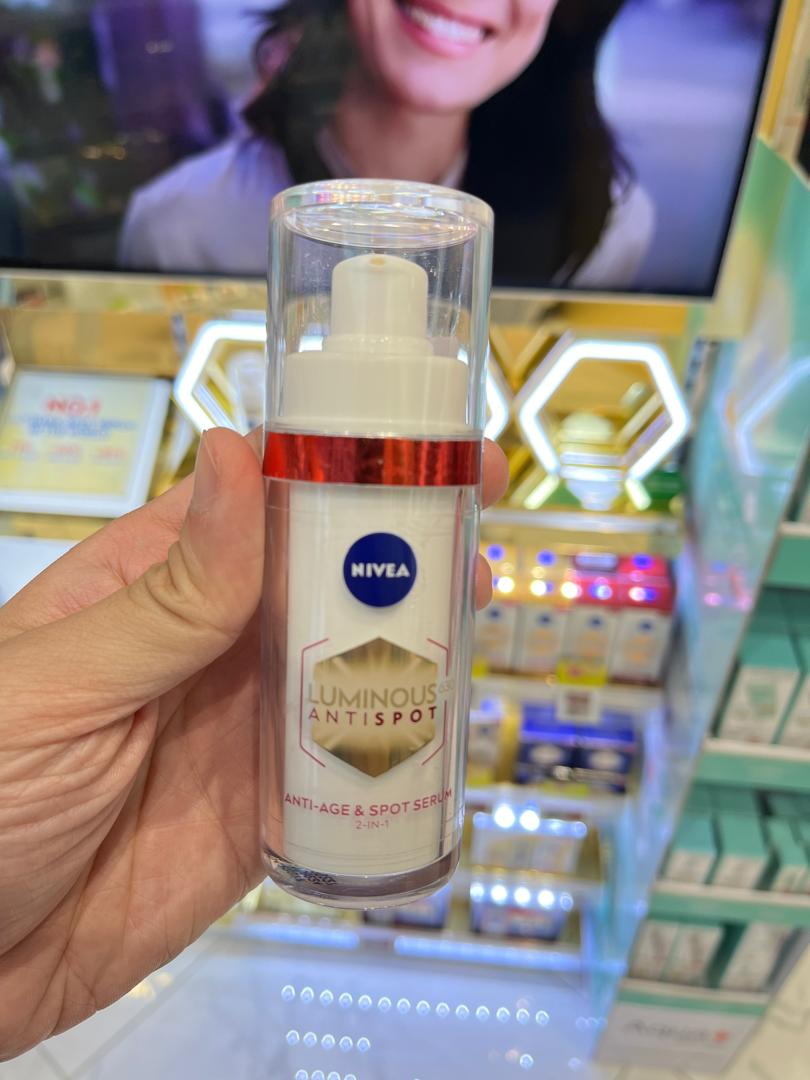 NO.1
NIVEA
LUMINOUS630
ANTISPOT
ANTI-AGE & SPOT SERUM
2-IN-1